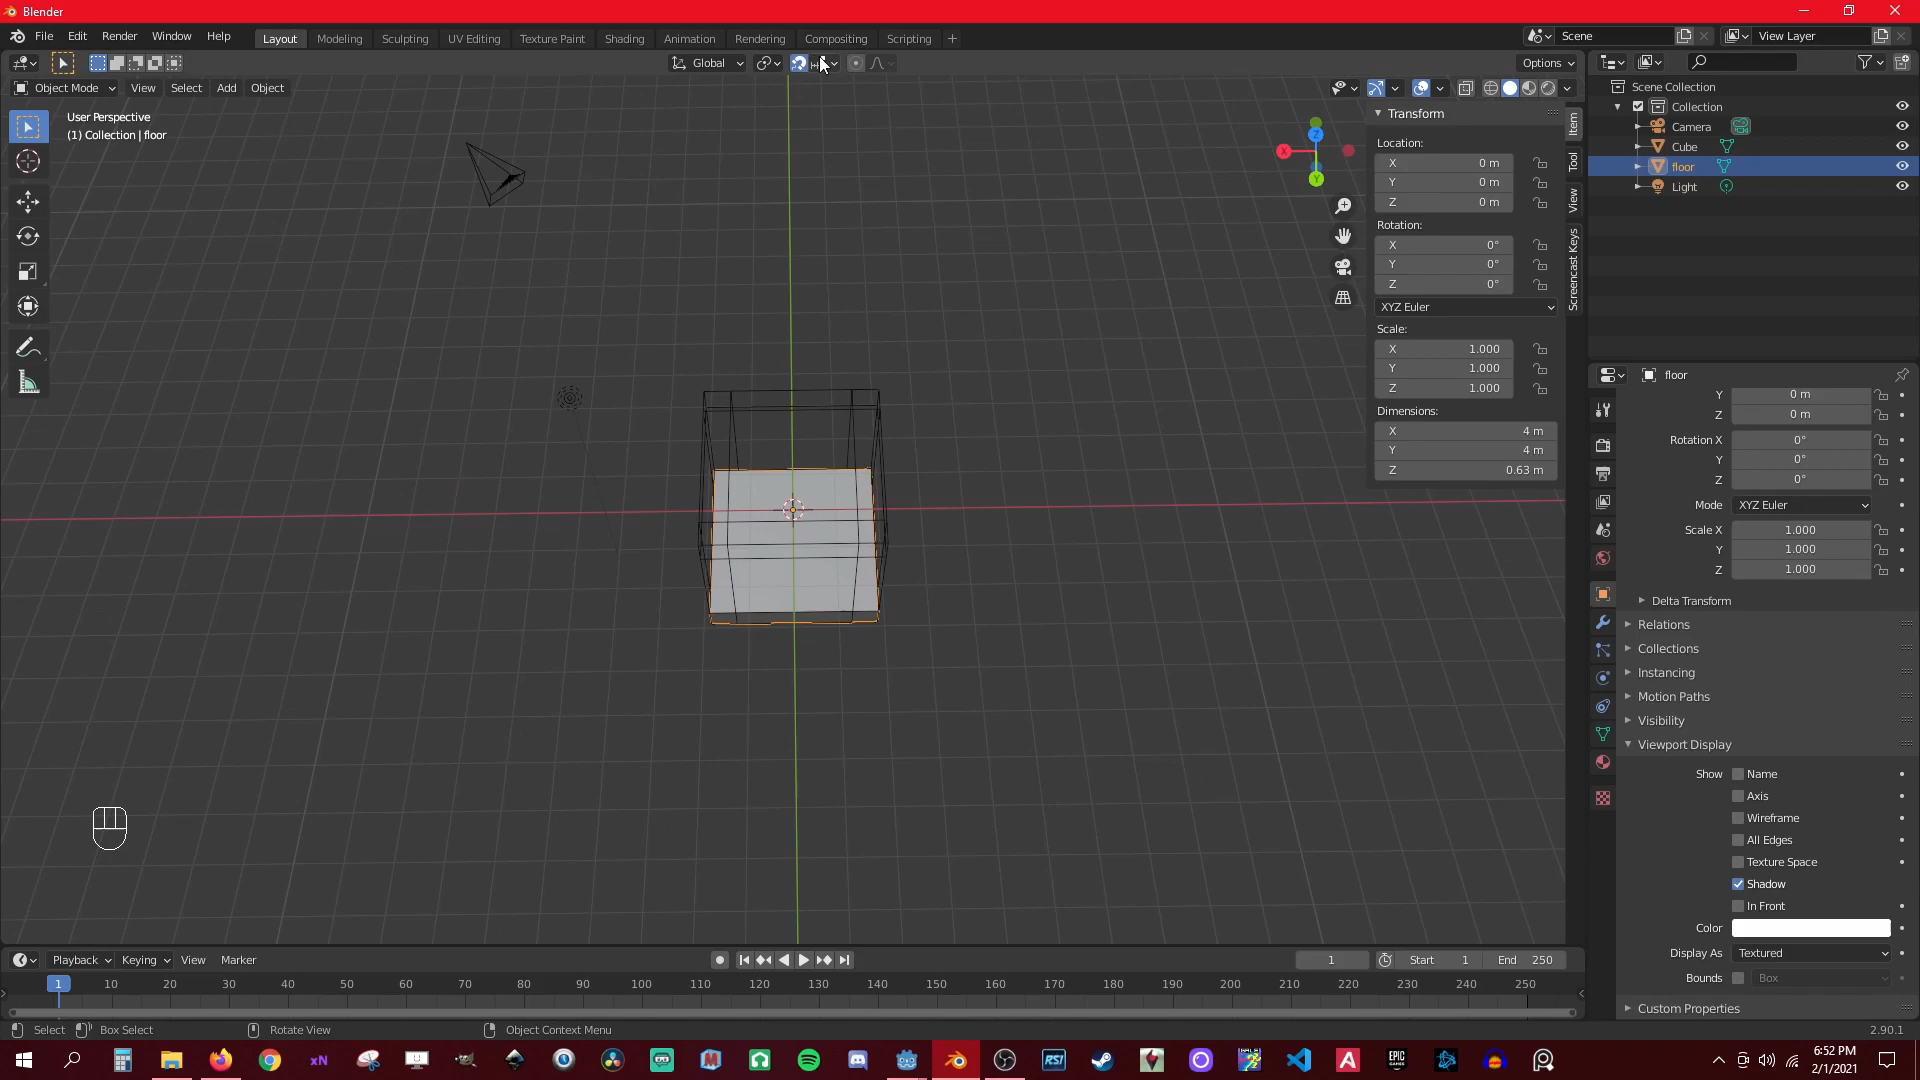 Blender
File Edit Render Window Help
Layout Modeling Sculpting UV Editing Texture Paint Shading Animation Rendering Compositing Scripting
Scene
View Layer
Global
Options
Object Mode View Select Add Object
User Perspective
(1) Collection | floor
X
Y
Z
Transform
Location:
X 0 m
Y 0 m
Z 0 m
Rotation:
X 0°
Y 0°
Z 0°
XYZ Euler
Scale:
X 1.000
Y 1.000
Z 1.000
Dimensions:
X 4 m
Y 4 m
Z 0.63 m
Item
Tool
View
Screencast Keys
Scene Collection
Collection
Camera
Cube
floor
Light
floor
Y 0 m
Z 0 m
Rotation X 0°
Y 0°
Z 0°
Mode XYZ Euler
Scale X 1.000
Y 1.000
Z 1.000
Delta Transform
Relations
Collections
Instancing
Motion Paths
Visibility
Viewport Display
Show Name
Axis
Wireframe
All Edges
Texture Space
Shadow
In Front
Color
Display As Textured
Bounds Box
Custom Properties
Playback Keying View Marker
1 Start 1 End 250
1 10 20 30 40 50 60 70 80 90 100 110 120 130 140 150 160 170 180 190 200 210 220 230 240 250
Select Box Select Rotate View Object Context Menu
2.90.1
xN
RSI
EPIC GAMES
6:52 PM
2/1/2021